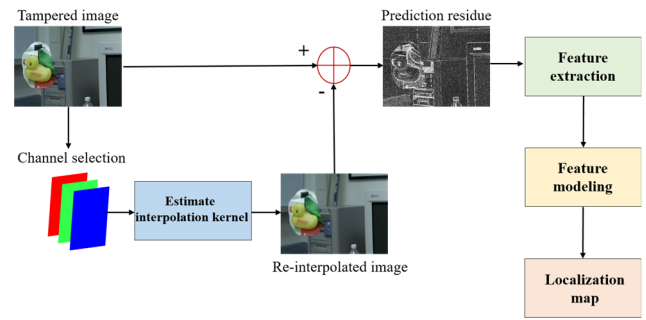 Tampered image
Prediction residue
+
-
Feature
extraction
Channel selection
Estimate
interpolation kernel
Re-interpolated image
Feature
modeling
Localization
map